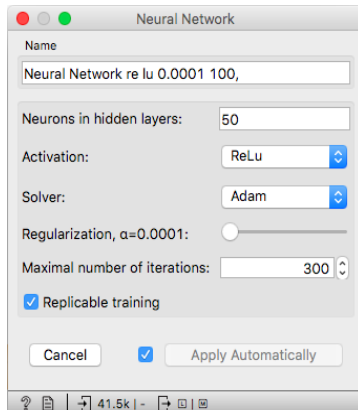 Neural Network
Name
Neural Network re lu 0.0001 100,
Neurons in hidden layers: 50
Activation: ReLu
Solver: Adam
Regularization, α=0.0001:
Maximal number of iterations: 300
Replicable training
Cancel Apply Automatically
? 41.5k | - L | M